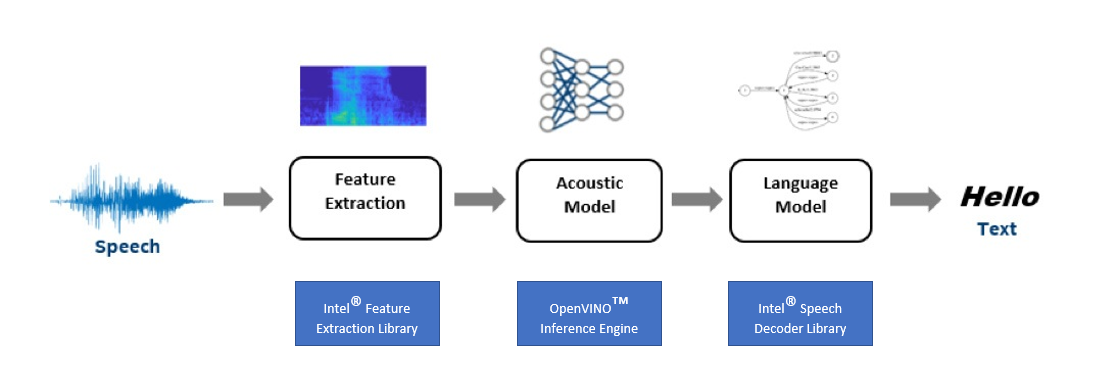 Feature
Extraction
Acoustic
Model
Language
Model
Hello
Text
Speech
Intel® Feature
Extraction Library
OpenVINO™
Inference Engine
Intel® Speech
Decoder Library